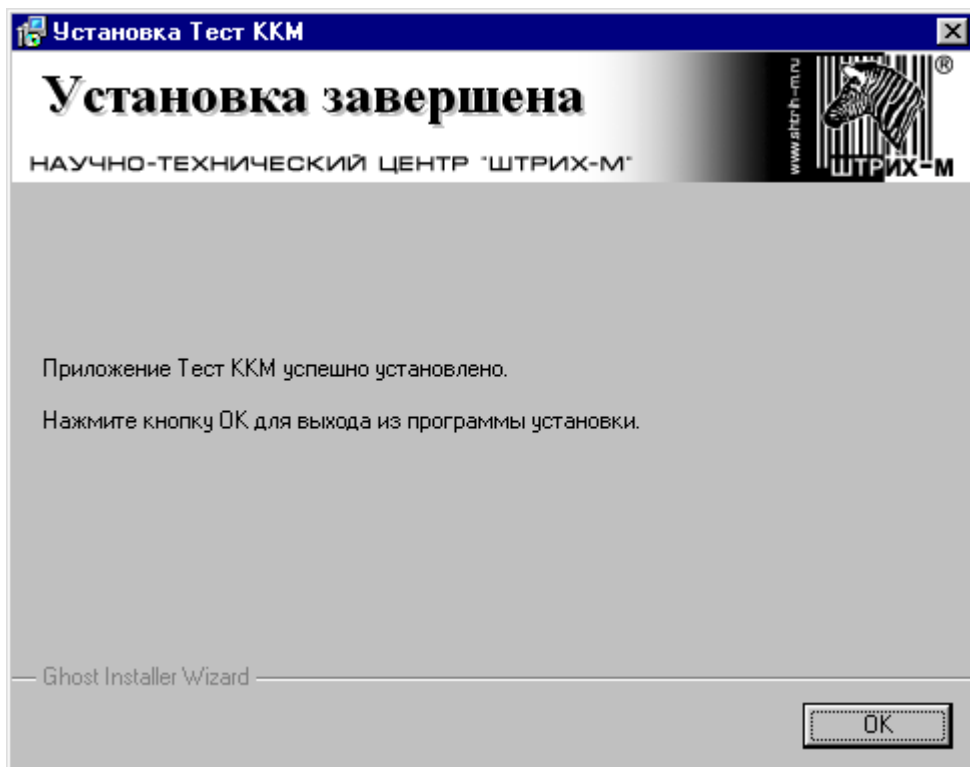 Установка Тест ККМ
Установка завершена
НАУЧНО-ТЕХНИЧЕСКИЙ ЦЕНТР "ШТРИХ-М"
www.shtrih-m.ru
®
ШТРИХ-М
Приложение Тест ККМ успешно установлено.
Нажмите кнопку ОК для выхода из программы установки.
Ghost Installer Wizard
OK